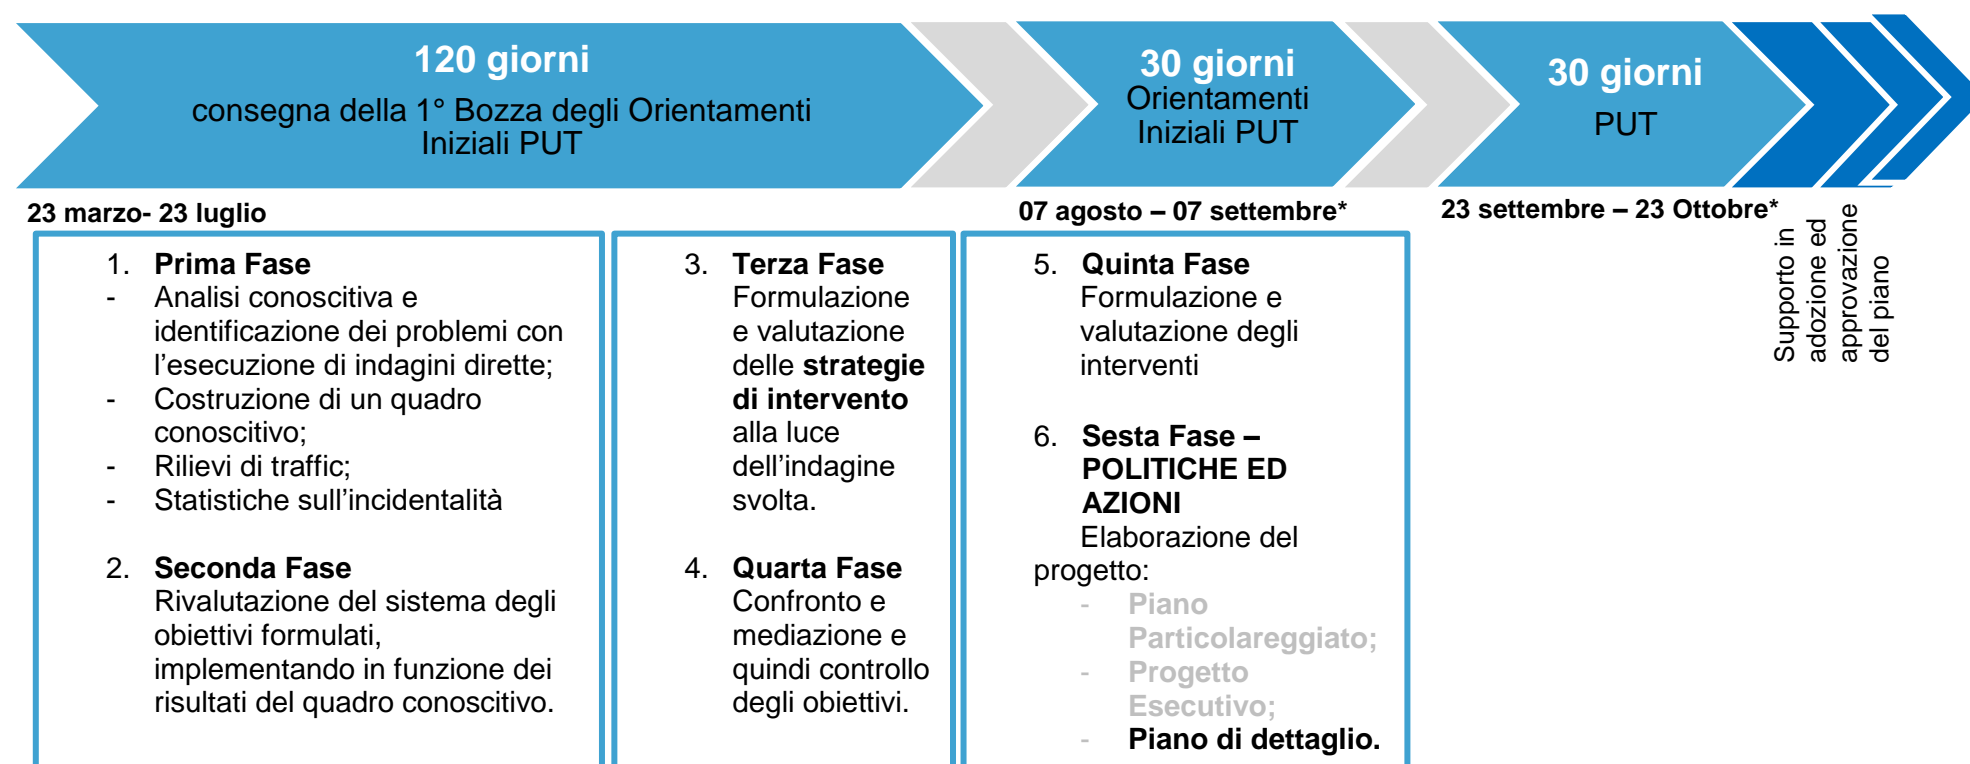 120 giorni
consegna della 1° Bozza degli Orientamenti
Iniziali PUT
30 giorni
Orientamenti
Iniziali PUT
30 giorni
PUT
23 marzo- 23 luglio
07 agosto – 07 settembre*
23 settembre – 23 Ottobre*
Supporto in
adozione ed
approvazione
del piano
1. Prima Fase
- Analisi conoscitiva e
identificazione dei problemi con
l'esecuzione di indagini dirette;
- Costruzione di un quadro
conoscitivo;
- Rilievi di traffic;
- Statistiche sull'incidentalità
2. Seconda Fase
Rivalutazione del sistema degli
obiettivi formulati,
implementando in funzione dei
risultati del quadro conoscitivo.
3. Terza Fase
Formulazione
e valutazione
delle strategie
di intervento
alla luce
dell'indagine
svolta.
4. Quarta Fase
Confronto e
mediazione e
quindi controllo
degli obiettivi.
5. Quinta Fase
Formulazione e
valutazione degli
interventi
6. Sesta Fase –
POLITICHE ED
AZIONI
Elaborazione del
progetto:
- Piano
Particolareggiato;
- Progetto
Esecutivo;
- Piano di dettaglio.